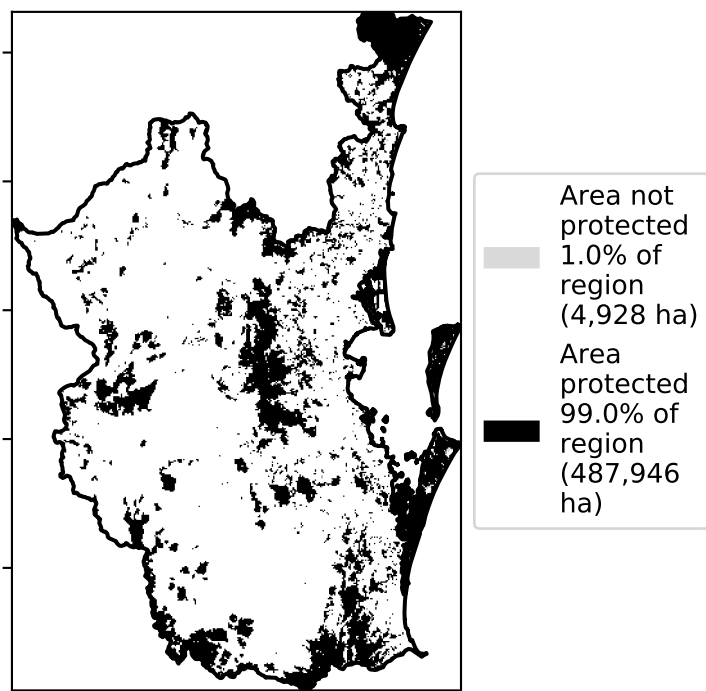 Area not
protected
1.0% of
region
(4,928 ha)
Area
protected
99.0% of
region
(487,946
ha)